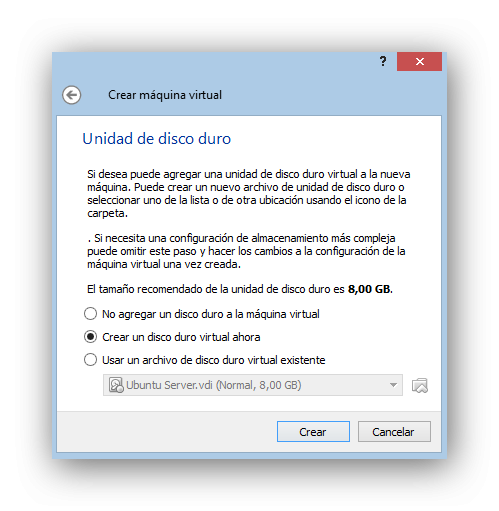 ?
Crear máquina virtual
Unidad de disco duro
Si desea puede agregar una unidad de disco duro virtual a la nueva
máquina. Puede crear un nuevo archivo de unidad de disco duro o
seleccionar uno de la lista o de otra ubicación usando el icono de la
carpeta.
. Si necesita una configuración de almacenamiento más compleja
puede omitir este paso y hacer los cambios a la configuración de la
máquina virtual una vez creada.
El tamaño recomendado de la unidad de disco duro es 8,00 GB.
No agregar un disco duro a la máquina virtual
Crear un disco duro virtual ahora
Usar un archivo de disco duro virtual existente
Ubuntu Server.vdi (Normal, 8,00 GB)
Crear
Cancelar